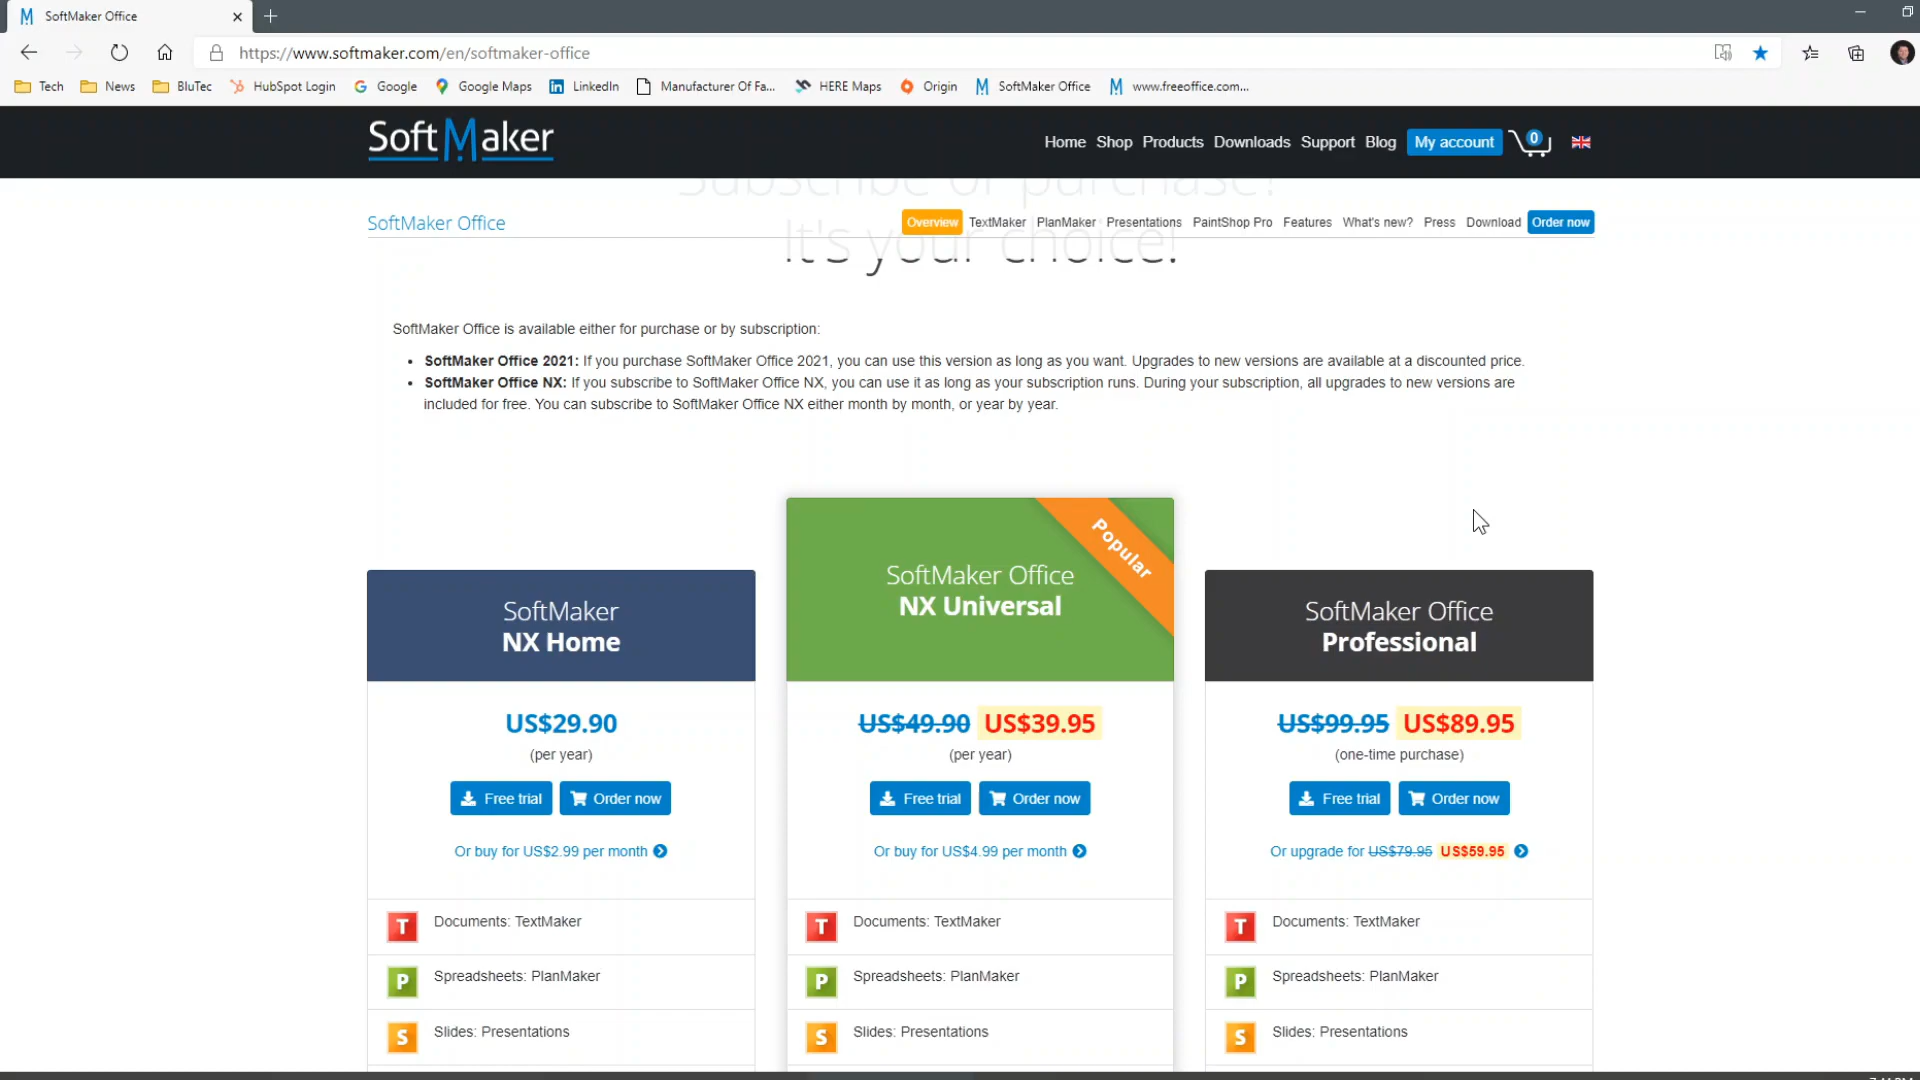 SoftMaker Office
https://www.softmaker.com/en/softmaker-office
Tech News BluTec HubSpot Login Google Google Maps LinkedIn Manufacturer Of Fa... HERE Maps Origin SoftMaker Office www.freeoffice.com...
SoftMaker
Home Shop Products Downloads Support Blog My account 0
Subscribe or purchase?
SoftMaker Office
Overview TextMaker PlanMaker Presentations PaintShop Pro Features What's new? Press Download Order now
It's your choice!
SoftMaker Office is available either for purchase or by subscription:
• SoftMaker Office 2021: If you purchase SoftMaker Office 2021, you can use this version as long as you want. Upgrades to new versions are available at a discounted price.
• SoftMaker Office NX: If you subscribe to SoftMaker Office NX, you can use it as long as your subscription runs. During your subscription, all upgrades to new versions are
included for free. You can subscribe to SoftMaker Office NX either month by month, or year by year.
SoftMaker
NX Home
US$29.90
(per year)
Free trial Order now
Or buy for US$2.99 per month
T Documents: TextMaker
P Spreadsheets: PlanMaker
S Slides: Presentations
Popular
SoftMaker Office
NX Universal
US$49.90 US$39.95
(per year)
Free trial Order now
Or buy for US$4.99 per month
T Documents: TextMaker
P Spreadsheets: PlanMaker
S Slides: Presentations
SoftMaker Office
Professional
US$99.95 US$89.95
(one-time purchase)
Free trial Order now
Or upgrade for US$79.95 US$59.95
T Documents: TextMaker
P Spreadsheets: PlanMaker
S Slides: Presentations